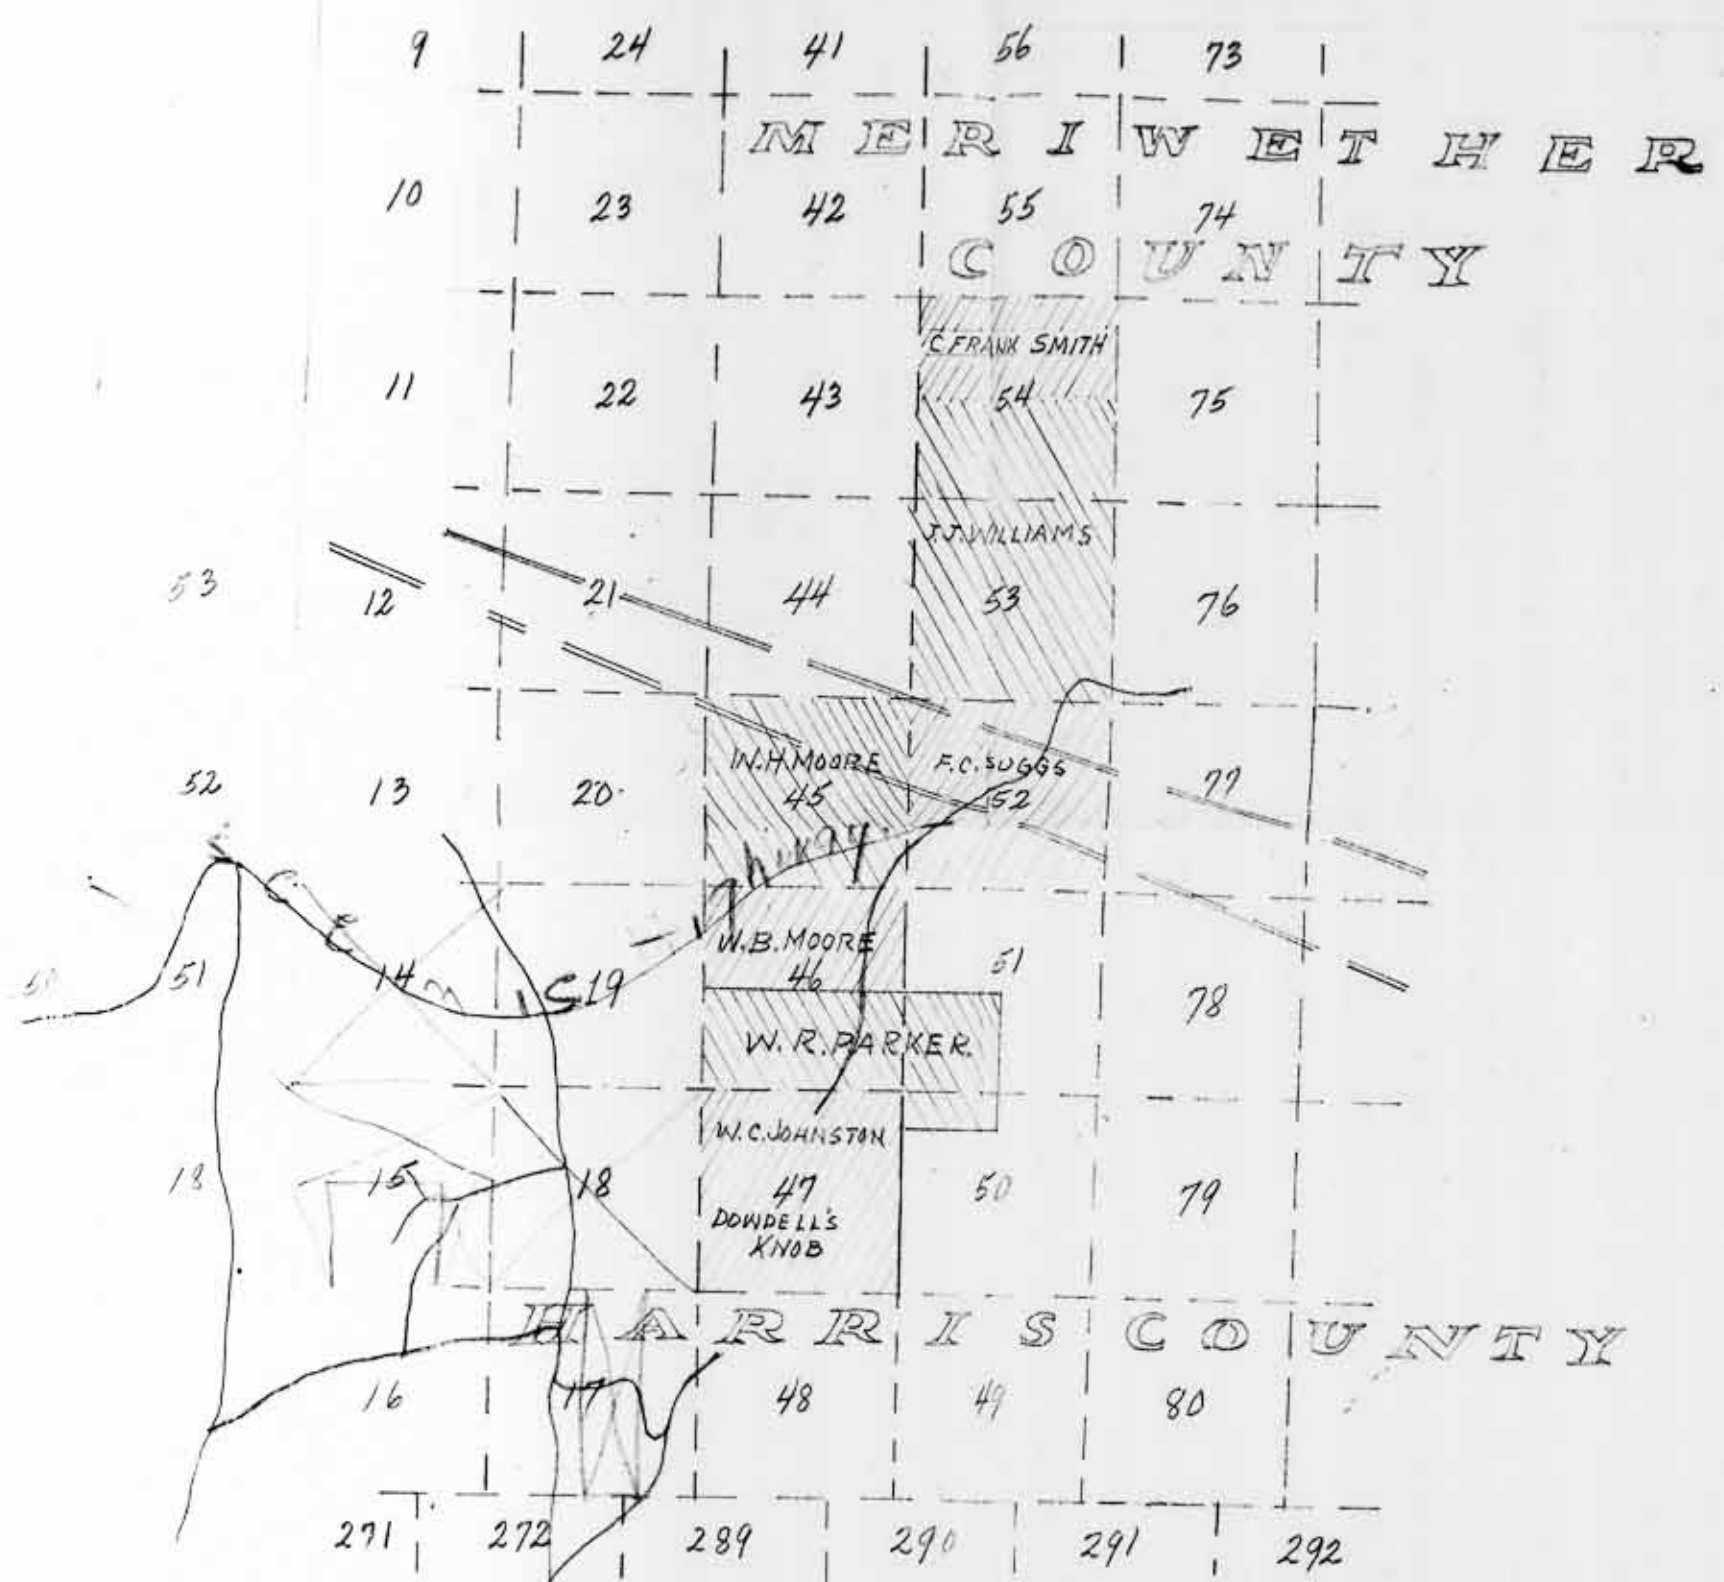 9 24 41 56 73
MERIWETHER
10 23 42 55 74
COUNTY
C. FRANK SMITH
11 22 43 54 75
J.J. WILLIAMS
53 12 21 44 53 76
W.H. MOORE F.C. SUGGS
52 13 20 45 52 77
Scenic Highway
W.B. MOORE
51 14 19 46 51 78
W.R. PARKER
W.C. JOHNSTON
18 15 18 47 50 79
DOWDELL'S
KNOB
HARRIS COUNTY
16 17 48 49 80
271 272 289 290 291 292